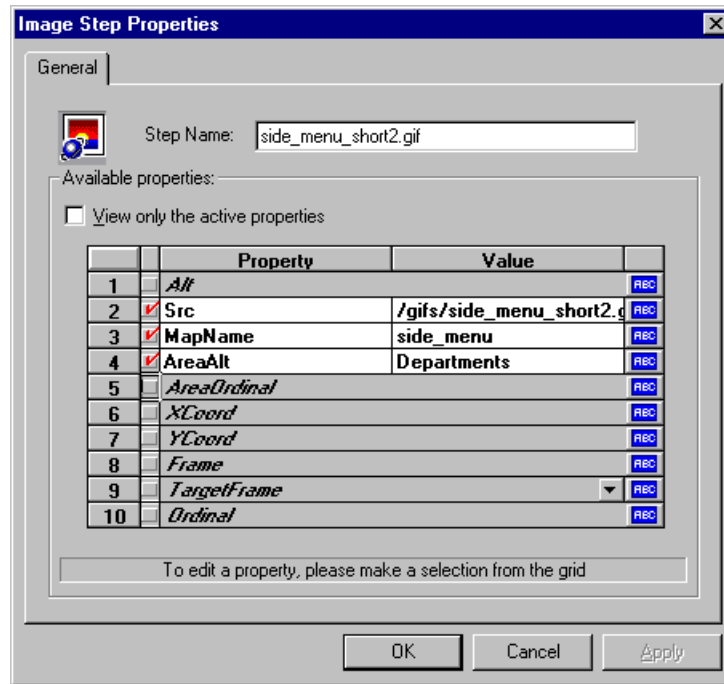 Image Step Properties
General
Step Name: side_menu_short2.gif
Available properties:
View only the active properties
Property Value
1 Alt ABC
2 Src /gifs/side_menu_short2.g ABC
3 MapName side_menu ABC
4 AreaAlt Departments ABC
5 AreaOrdinal ABC
6 XCoord ABC
7 YCoord ABC
8 Frame ABC
9 TargetFrame ABC
10 Ordinal ABC
To edit a property, please make a selection from the grid
OK Cancel Apply